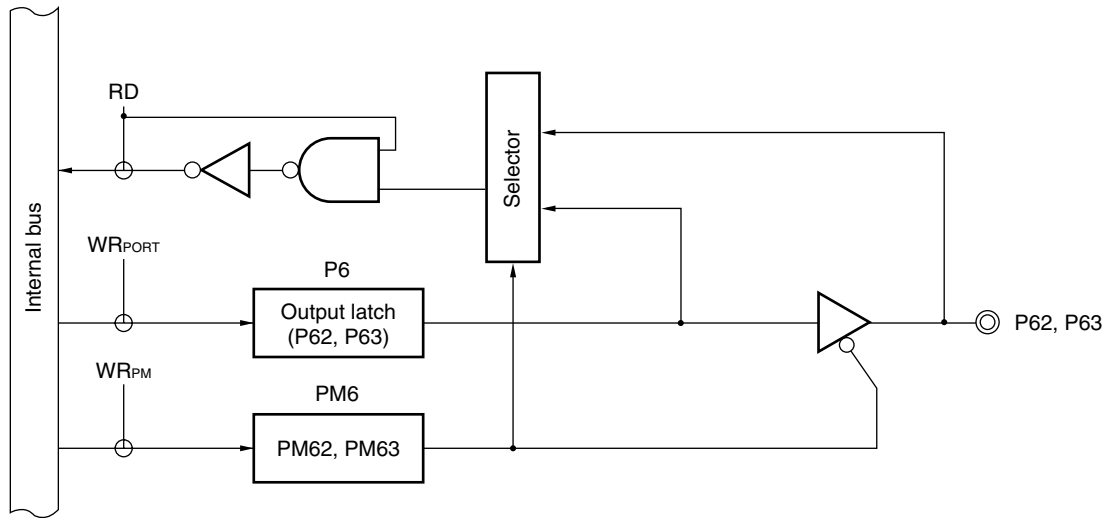 RD
Selector
Internal bus
WRPORT
P6
Output latch
(P62, P63)
P62, P63
WRPM
PM6
PM62, PM63